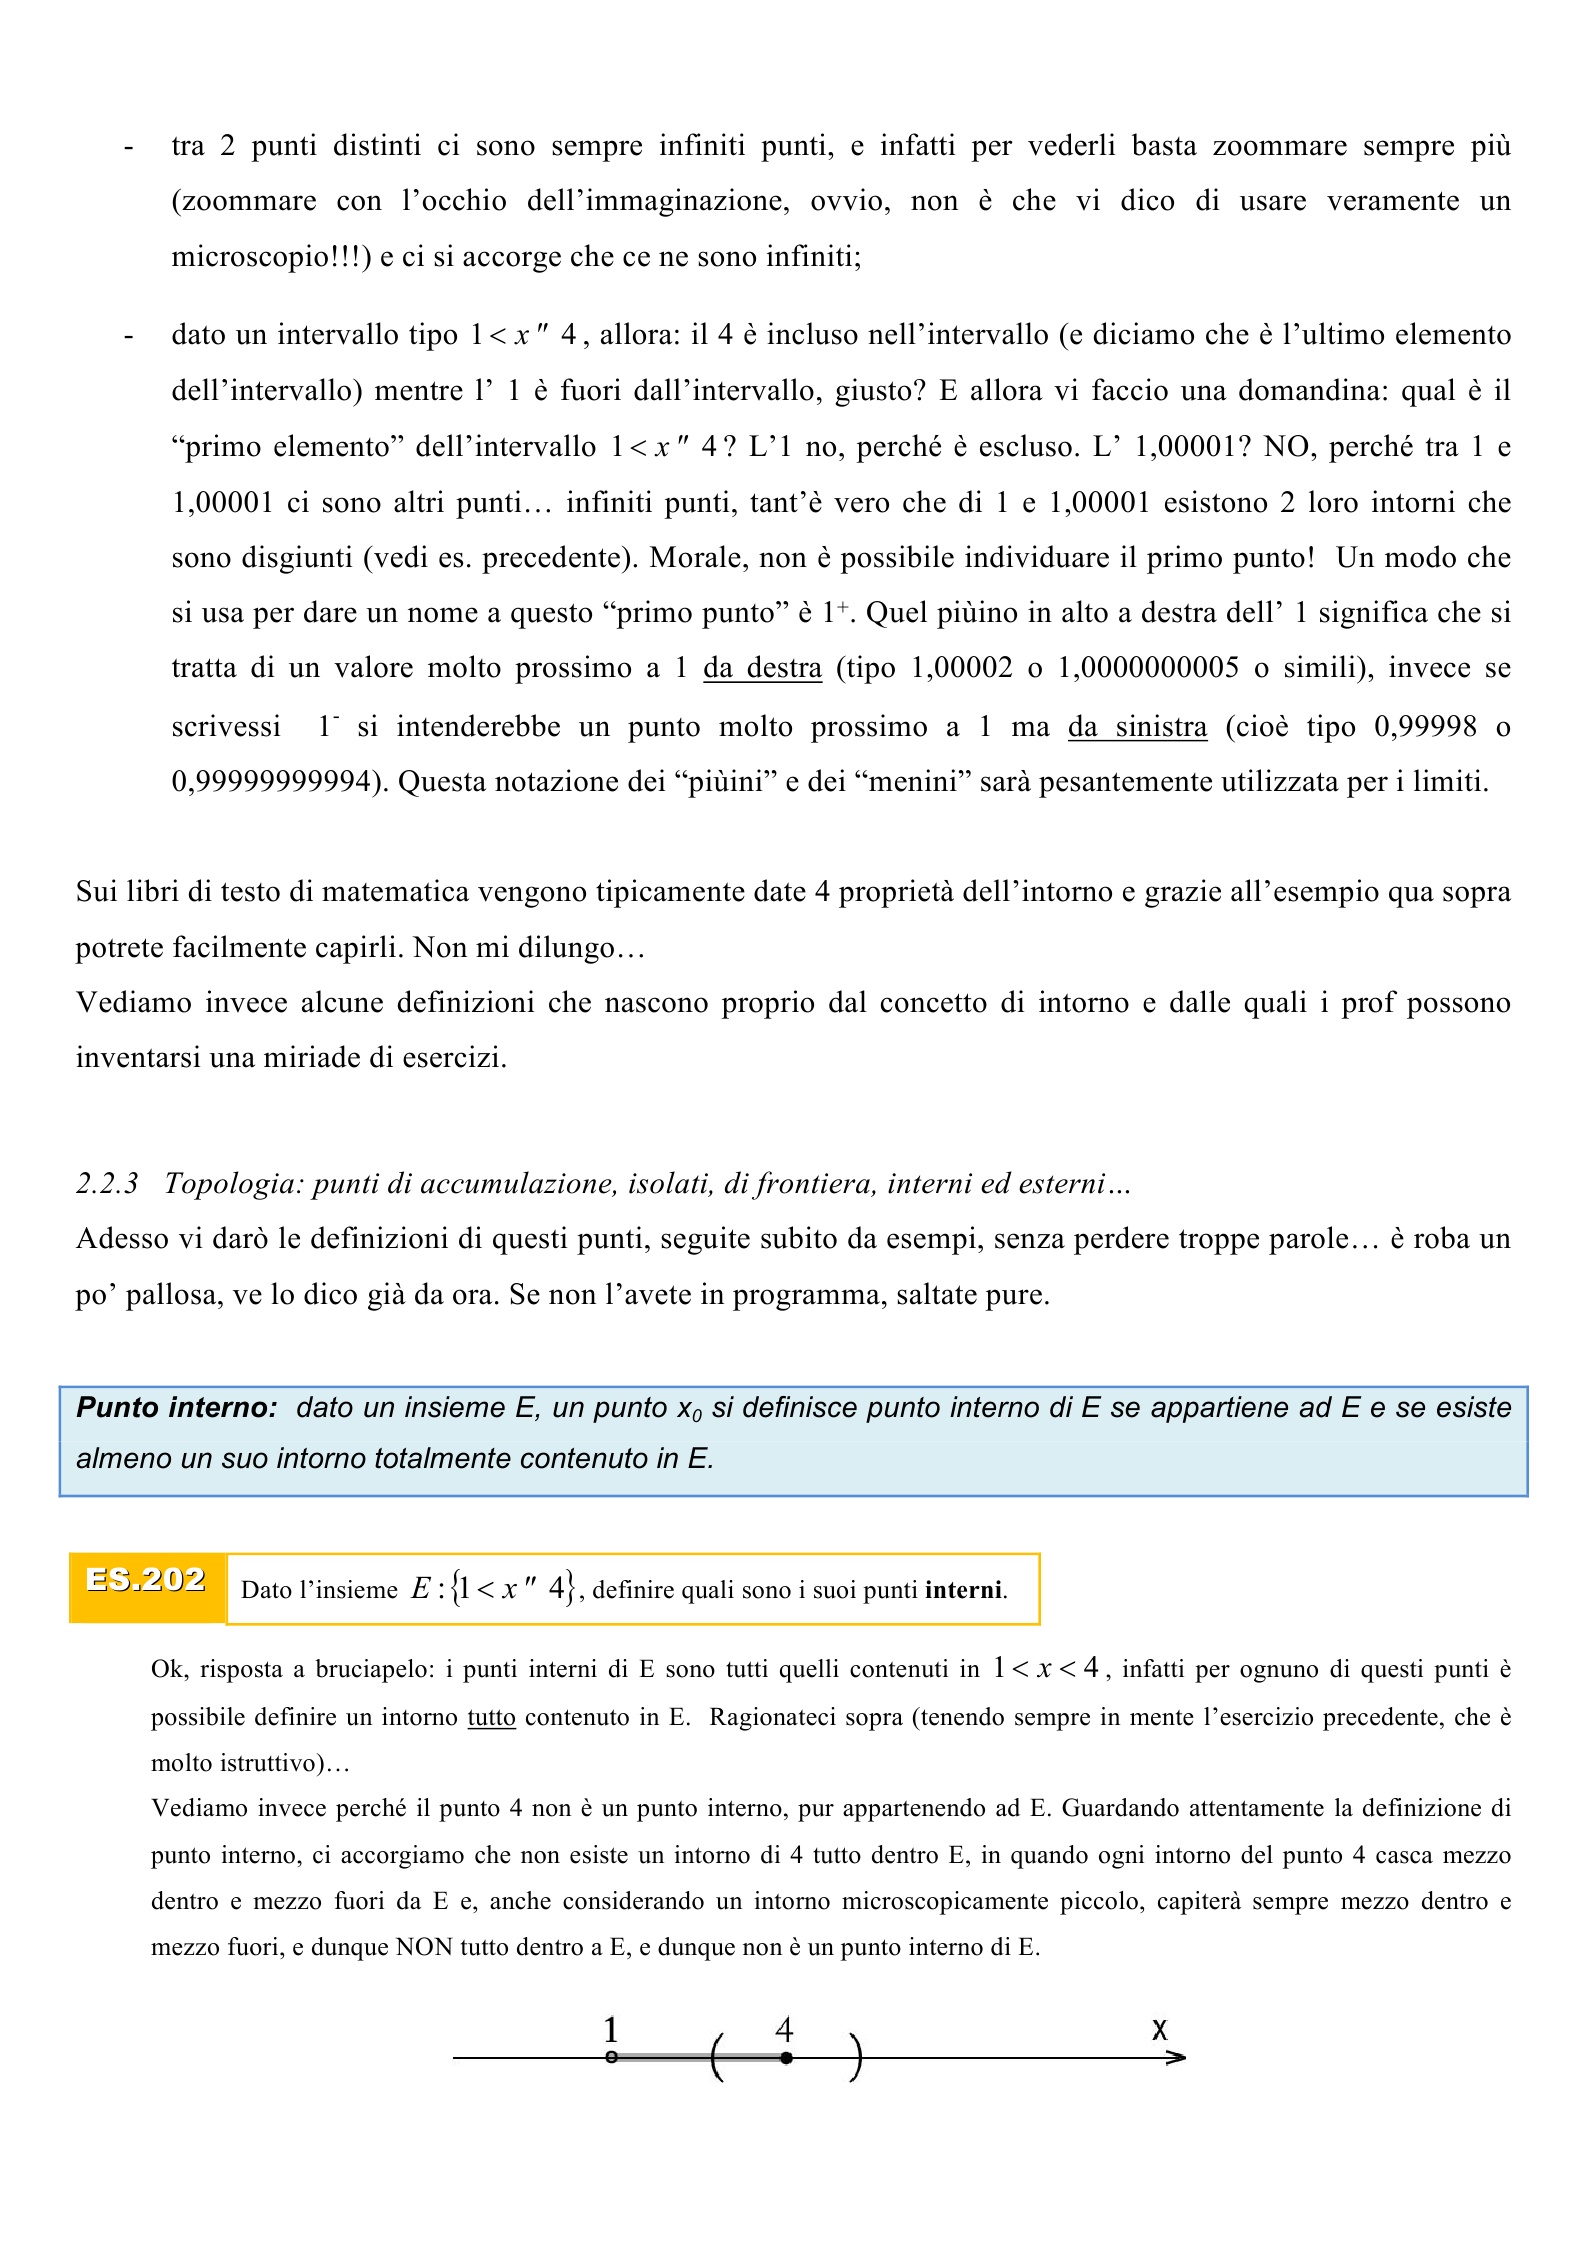 - tra 2 punti distinti ci sono sempre infiniti punti, e infatti per vederli basta zoommare sempre più
(zoommare con l’occhio dell’immaginazione, ovvio, non è che vi dico di usare veramente un
microscopio!!!) e ci si accorge che ce ne sono infiniti;
- dato un intervallo tipo 1 < x " 4 , allora: il 4 è incluso nell’intervallo (e diciamo che è l’ultimo elemento
dell’intervallo) mentre l’ 1 è fuori dall’intervallo, giusto? E allora vi faccio una domandina: qual è il
“primo elemento” dell’intervallo 1 < x " 4 ? L’1 no, perché è escluso. L’ 1,00001? NO, perché tra 1 e
1,00001 ci sono altri punti… infiniti punti, tant’è vero che di 1 e 1,00001 esistono 2 loro intorni che
sono disgiunti (vedi es. precedente). Morale, non è possibile individuare il primo punto! Un modo che
si usa per dare un nome a questo “primo punto” è 1⁺. Quel piùino in alto a destra dell’ 1 significa che si
tratta di un valore molto prossimo a 1 da destra (tipo 1,00002 o 1,0000000005 o simili), invece se
scrivessi 1⁻ si intenderebbe un punto molto prossimo a 1 ma da sinistra (cioè tipo 0,99998 o
0,99999999994). Questa notazione dei “piùini” e dei “menini” sarà pesantemente utilizzata per i limiti.
Sui libri di testo di matematica vengono tipicamente date 4 proprietà dell’intorno e grazie all’esempio qua sopra
potrete facilmente capirli. Non mi dilungo…
Vediamo invece alcune definizioni che nascono proprio dal concetto di intorno e dalle quali i prof possono
inventarsi una miriade di esercizi.
2.2.3 Topologia: punti di accumulazione, isolati, di frontiera, interni ed esterni…
Adesso vi darò le definizioni di questi punti, seguite subito da esempi, senza perdere troppe parole… è roba un
po’ pallosa, ve lo dico già da ora. Se non l’avete in programma, saltate pure.
Punto interno: dato un insieme E, un punto x₀ si definisce punto interno di E se appartiene ad E e se esiste
almeno un suo intorno totalmente contenuto in E.
ES.202 Dato l’insieme E : {1 < x " 4}, definire quali sono i suoi punti interni.
Ok, risposta a bruciapelo: i punti interni di E sono tutti quelli contenuti in 1 < x < 4 , infatti per ognuno di questi punti è
possibile definire un intorno tutto contenuto in E. Ragionateci sopra (tenendo sempre in mente l’esercizio precedente, che è
molto istruttivo)…
Vediamo invece perché il punto 4 non è un punto interno, pur appartenendo ad E. Guardando attentamente la definizione di
punto interno, ci accorgiamo che non esiste un intorno di 4 tutto dentro E, in quando ogni intorno del punto 4 casca mezzo
dentro e mezzo fuori da E e, anche considerando un intorno microscopicamente piccolo, capiterà sempre mezzo dentro e
mezzo fuori, e dunque NON tutto dentro a E, e dunque non è un punto interno di E.
1 ( 4 ) x